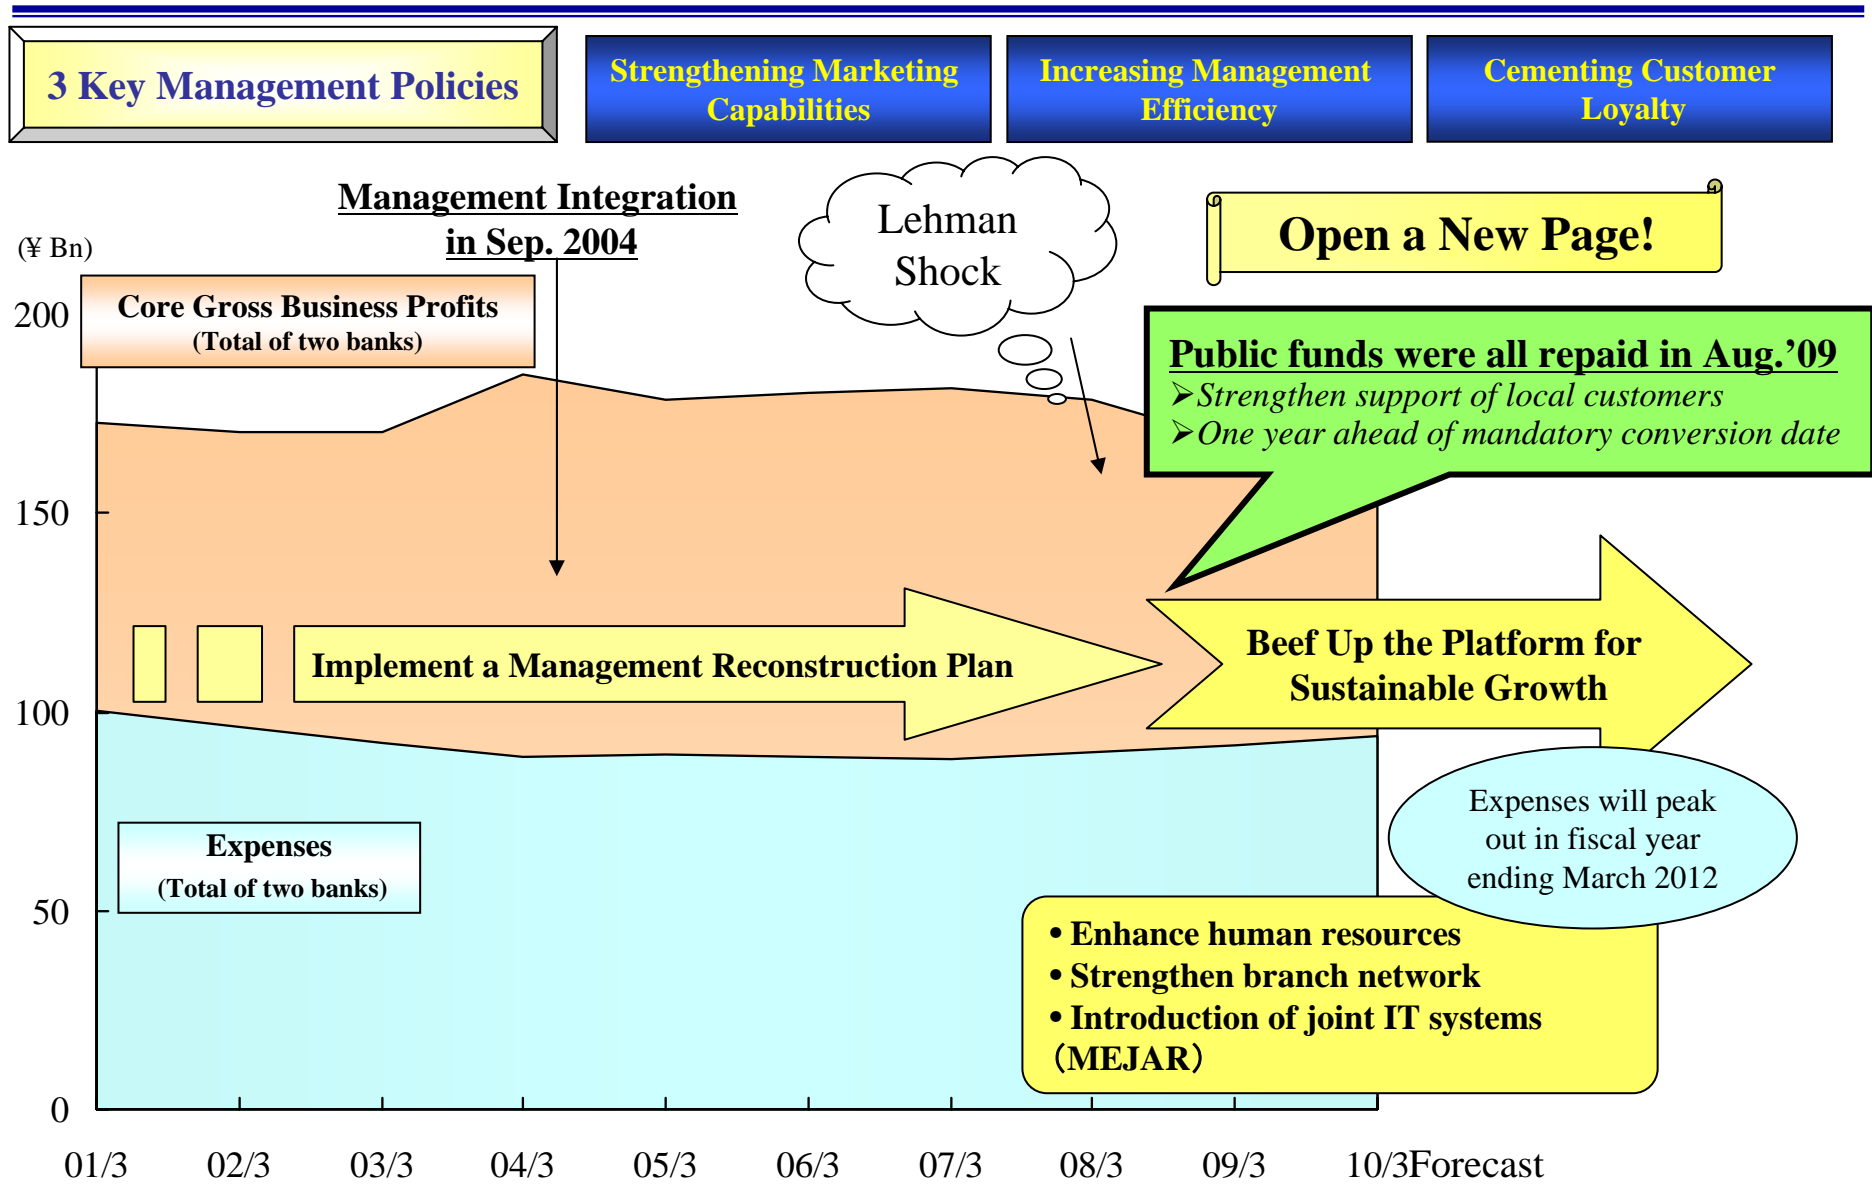 3 Key Management Policies
Strengthening Marketing
Capabilities
Increasing Management
Efficiency
Cementing Customer
Loyalty
Management Integration
in Sep. 2004
Lehman
Shock
Open a New Page!
(¥ Bn)
200
Core Gross Business Profits
(Total of two banks)
Public funds were all repaid in Aug.’09
➢Strengthen support of local customers
➢One year ahead of mandatory conversion date
150
Implement a Management Reconstruction Plan
Beef Up the Platform for
Sustainable Growth
100
Expenses will peak
out in fiscal year
ending March 2012
Expenses
(Total of two banks)
50
• Enhance human resources
• Strengthen branch network
• Introduction of joint IT systems
（MEJAR）
0
01/3 02/3 03/3 04/3 05/3 06/3 07/3 08/3 09/3 10/3Forecast